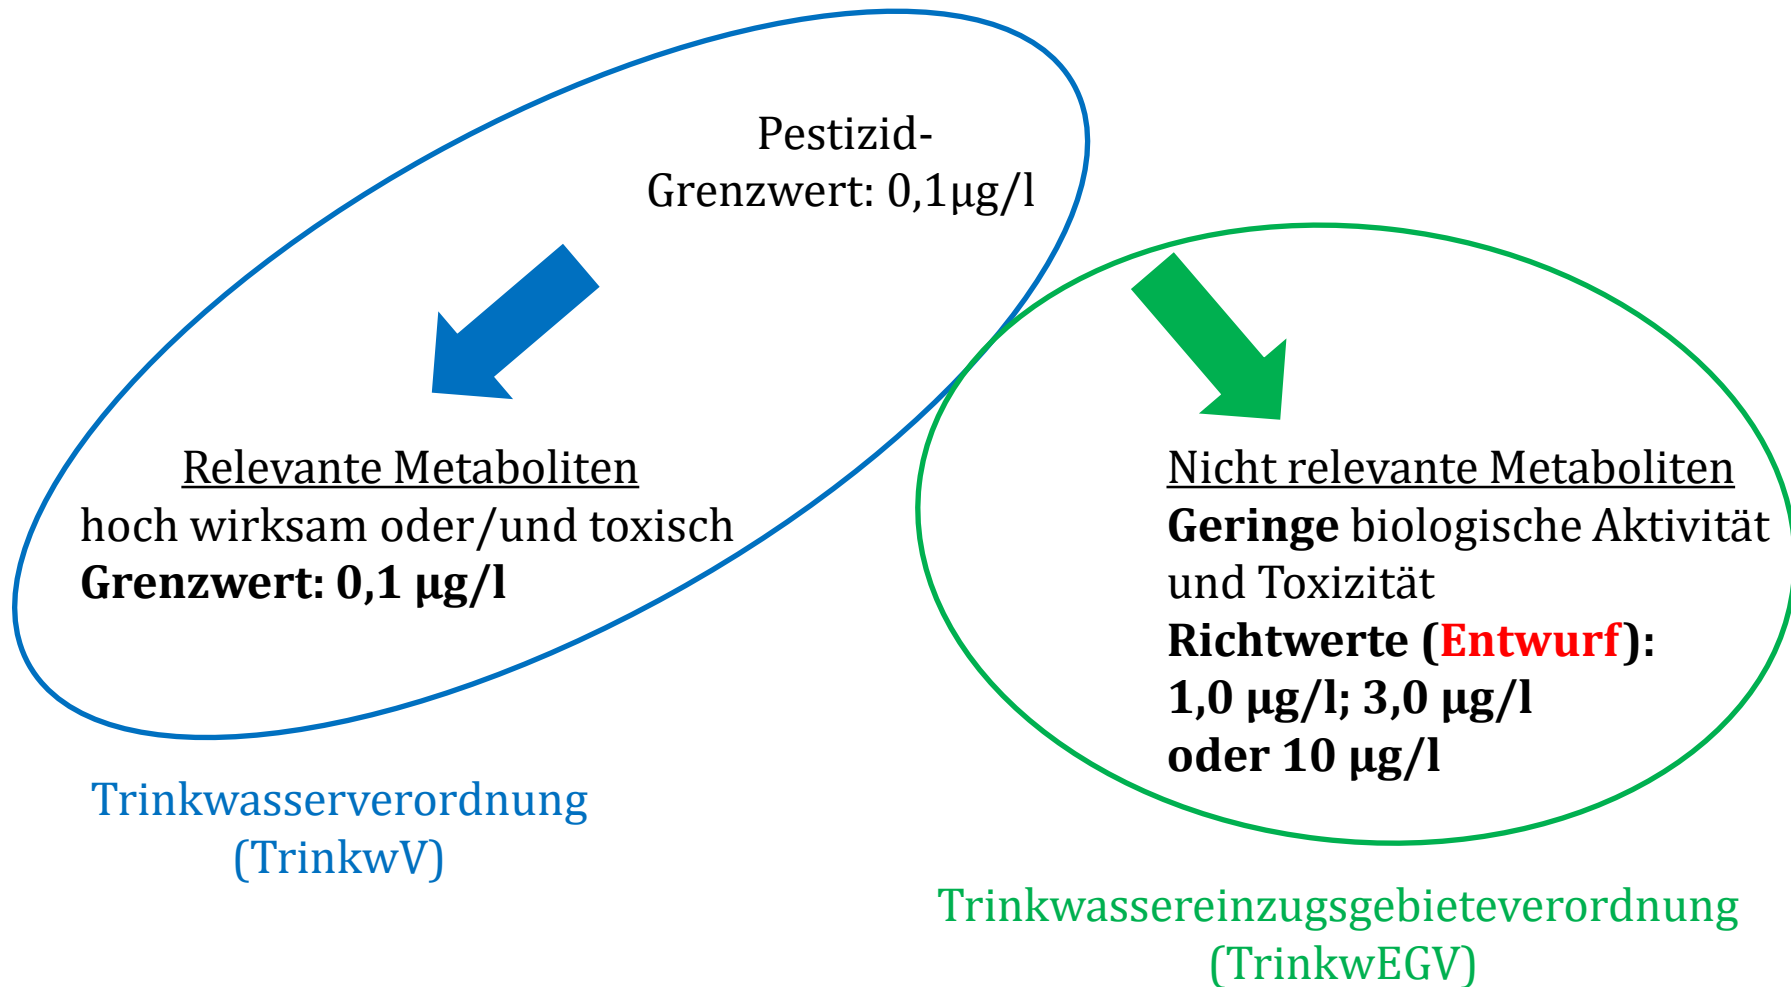 Pestizid-
Grenzwert: 0,1µg/l
Relevante Metaboliten
hoch wirksam oder/und toxisch
Grenzwert: 0,1 µg/l
Nicht relevante Metaboliten
Geringe biologische Aktivität
und Toxizität
Richtwerte (Entwurf):
1,0 µg/l; 3,0 µg/l
oder 10 µg/l
Trinkwasserverordnung
(TrinkwV)
Trinkwassereinzugsgebieteverordnung
(TrinkwEGV)